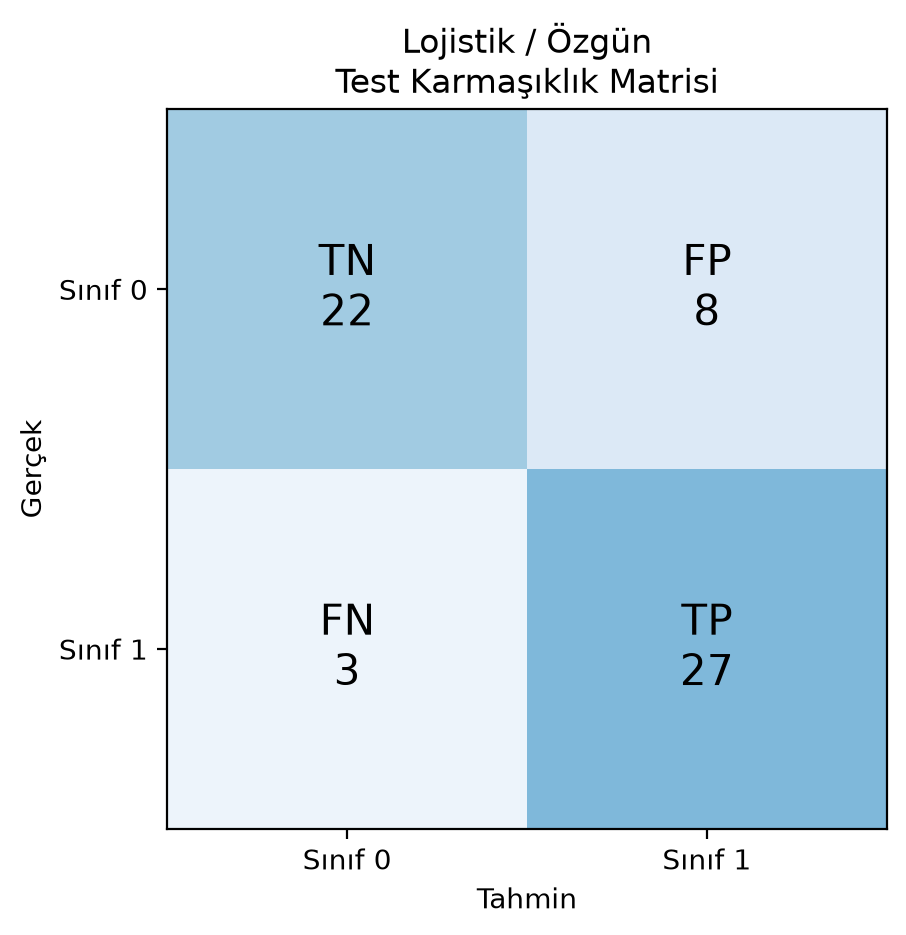 Lojistik / Özgün
Test Karmaşıklık Matrisi
Gerçek
Sınıf 0
TN
22
FP
8
Sınıf 1
FN
3
TP
27
Sınıf 0
Sınıf 1
Tahmin